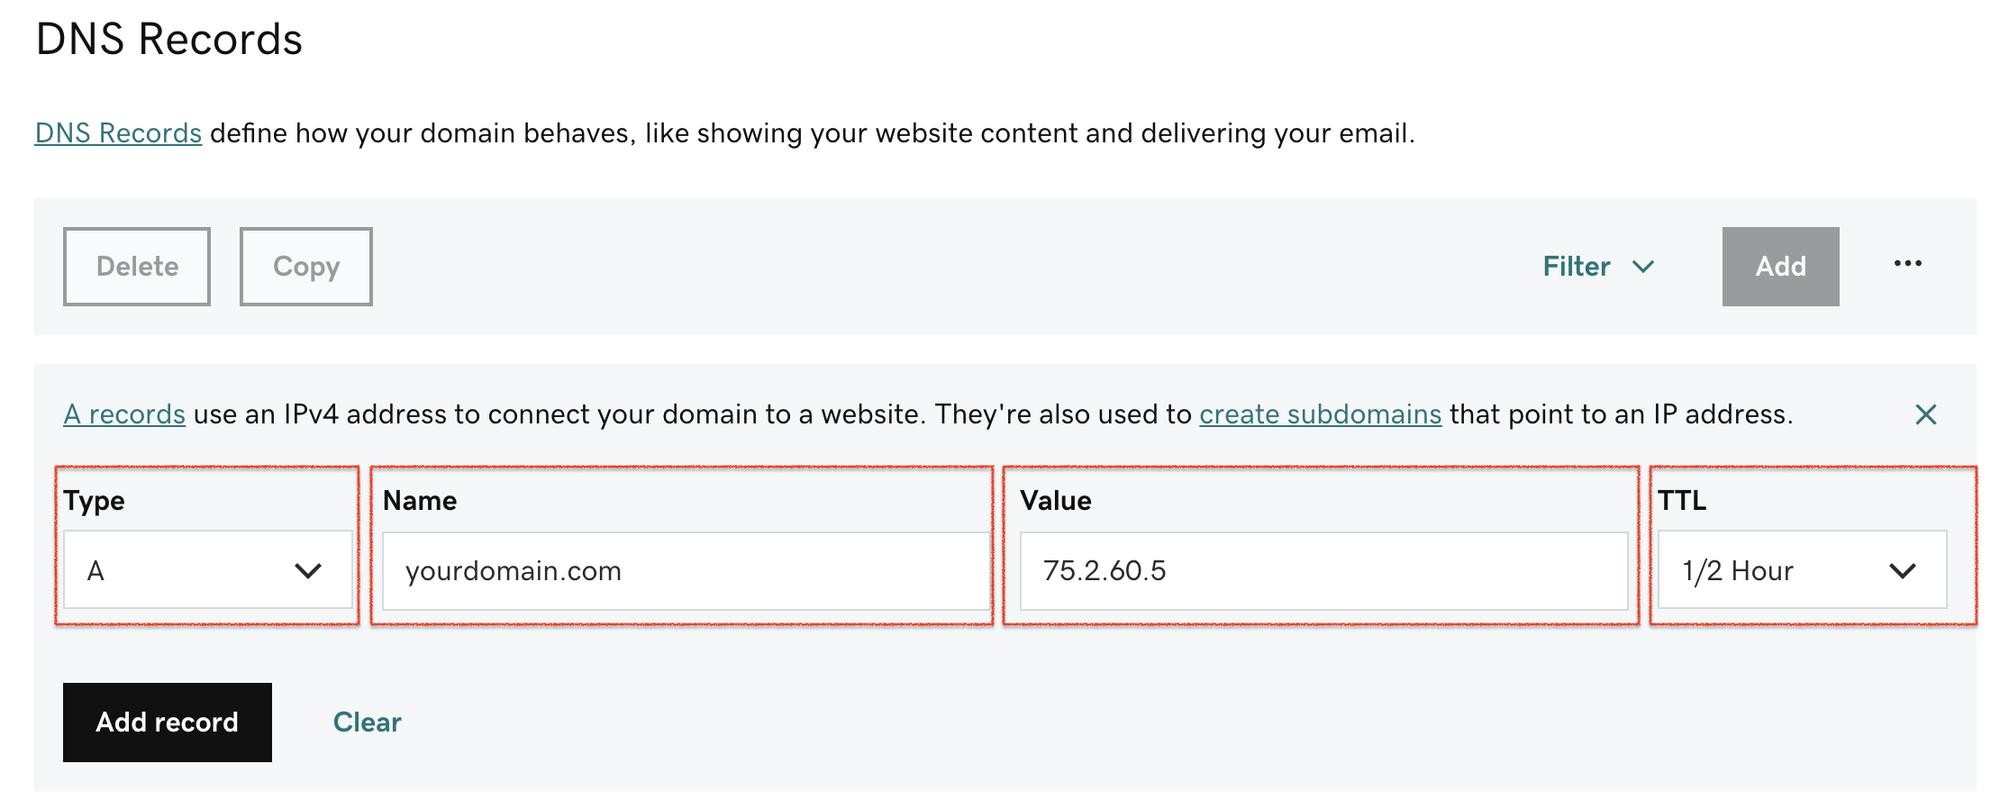 DNS Records
DNS Records define how your domain behaves, like showing your website content and delivering your email.
Delete Copy Filter Add ...
A records use an IPv4 address to connect your domain to a website. They're also used to create subdomains that point to an IP address.
Type Name Value TTL
A yourdomain.com 75.2.60.5 1/2 Hour
Add record Clear